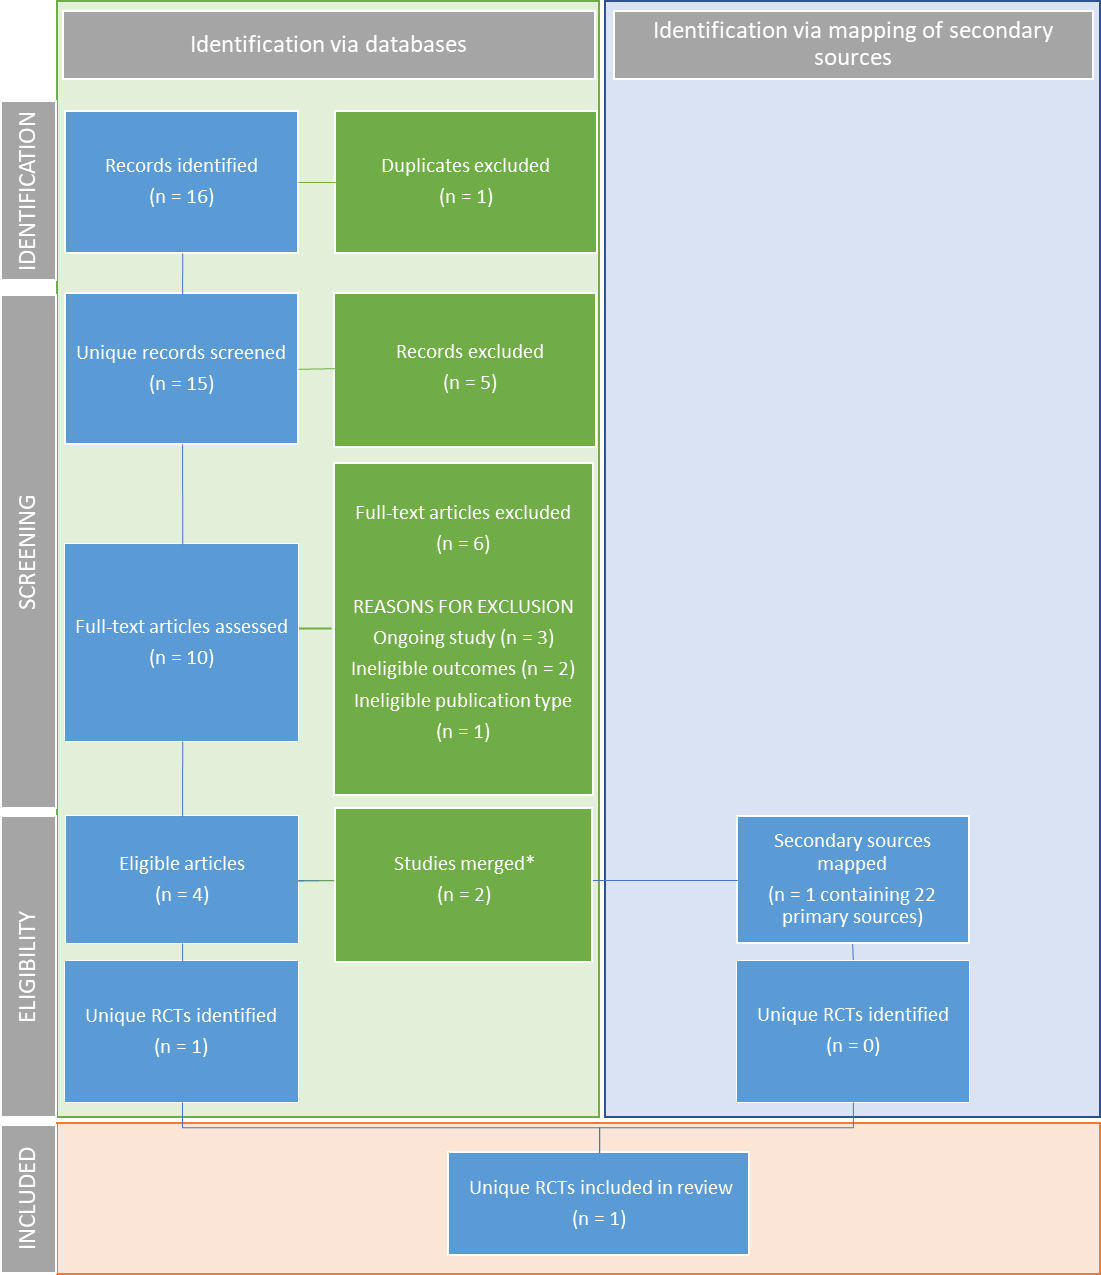 Identification via databases
Identification via mapping of secondary
sources
IDENTIFICATION
Records identified
(n = 16)
Duplicates excluded
(n = 1)
SCREENING
Unique records screened
(n = 15)
Records excluded
(n = 5)
Full-text articles assessed
(n = 10)
Full-text articles excluded
(n = 6)
REASONS FOR EXCLUSION
Ongoing study (n = 3)
Ineligible outcomes (n = 2)
Ineligible publication type
(n = 1)
ELIGIBILITY
Eligible articles
(n = 4)
Studies merged*
(n = 2)
Secondary sources
mapped
(n = 1 containing 22
primary sources)
Unique RCTs identified
(n = 1)
Unique RCTs identified
(n = 0)
INCLUDED
Unique RCTs included in review
(n = 1)